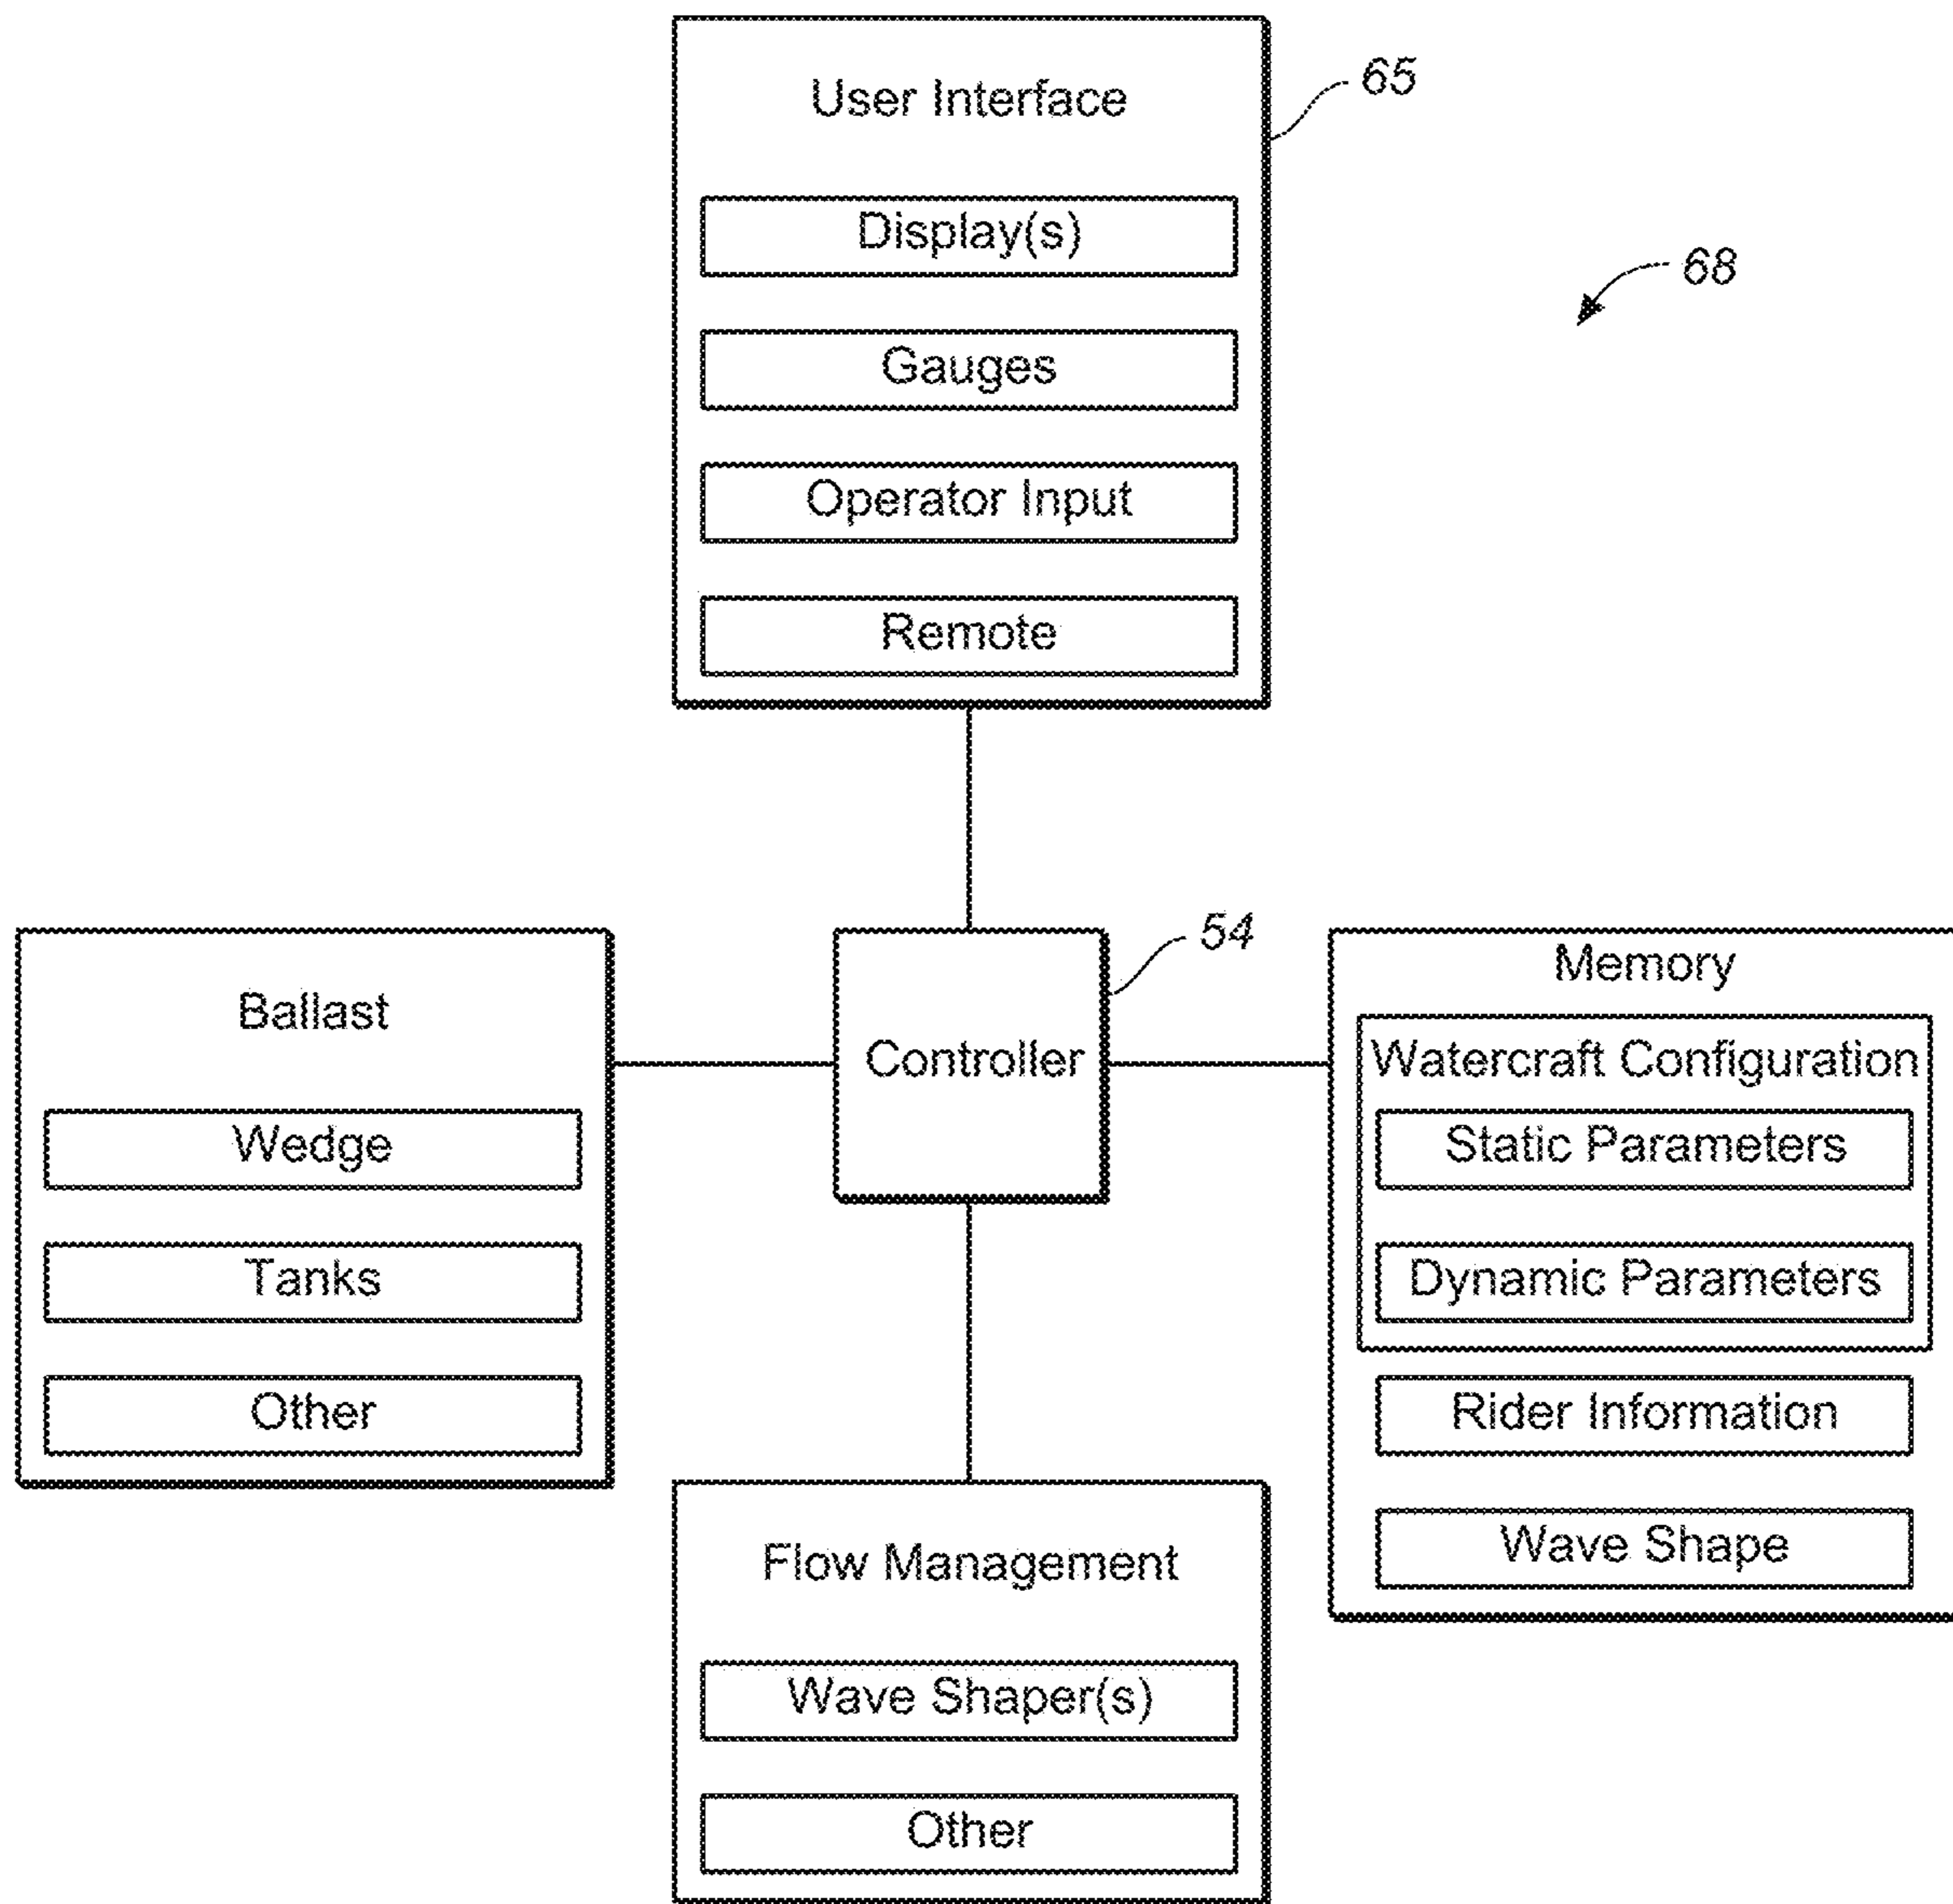 User Interface
65
Display(s)
68
Gauges
Operator Input
Remote
54
Ballast
Wedge
Tanks
Other
Controller
Memory
Watercraft Configuration
Static Parameters
Dynamic Parameters
Rider Information
Wave Shape
Flow Management
Wave Shaper(s)
Other